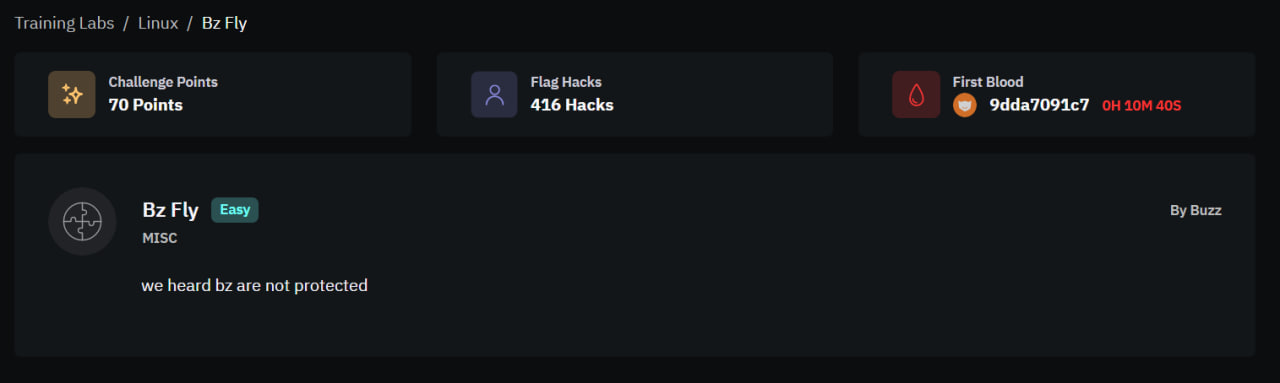 Training Labs / Linux / Bz Fly
Challenge Points
70 Points
Flag Hacks
416 Hacks
First Blood
9dda7091c7 0H 10M 40S
Bz Fly Easy
By Buzz
MISC
we heard bz are not protected